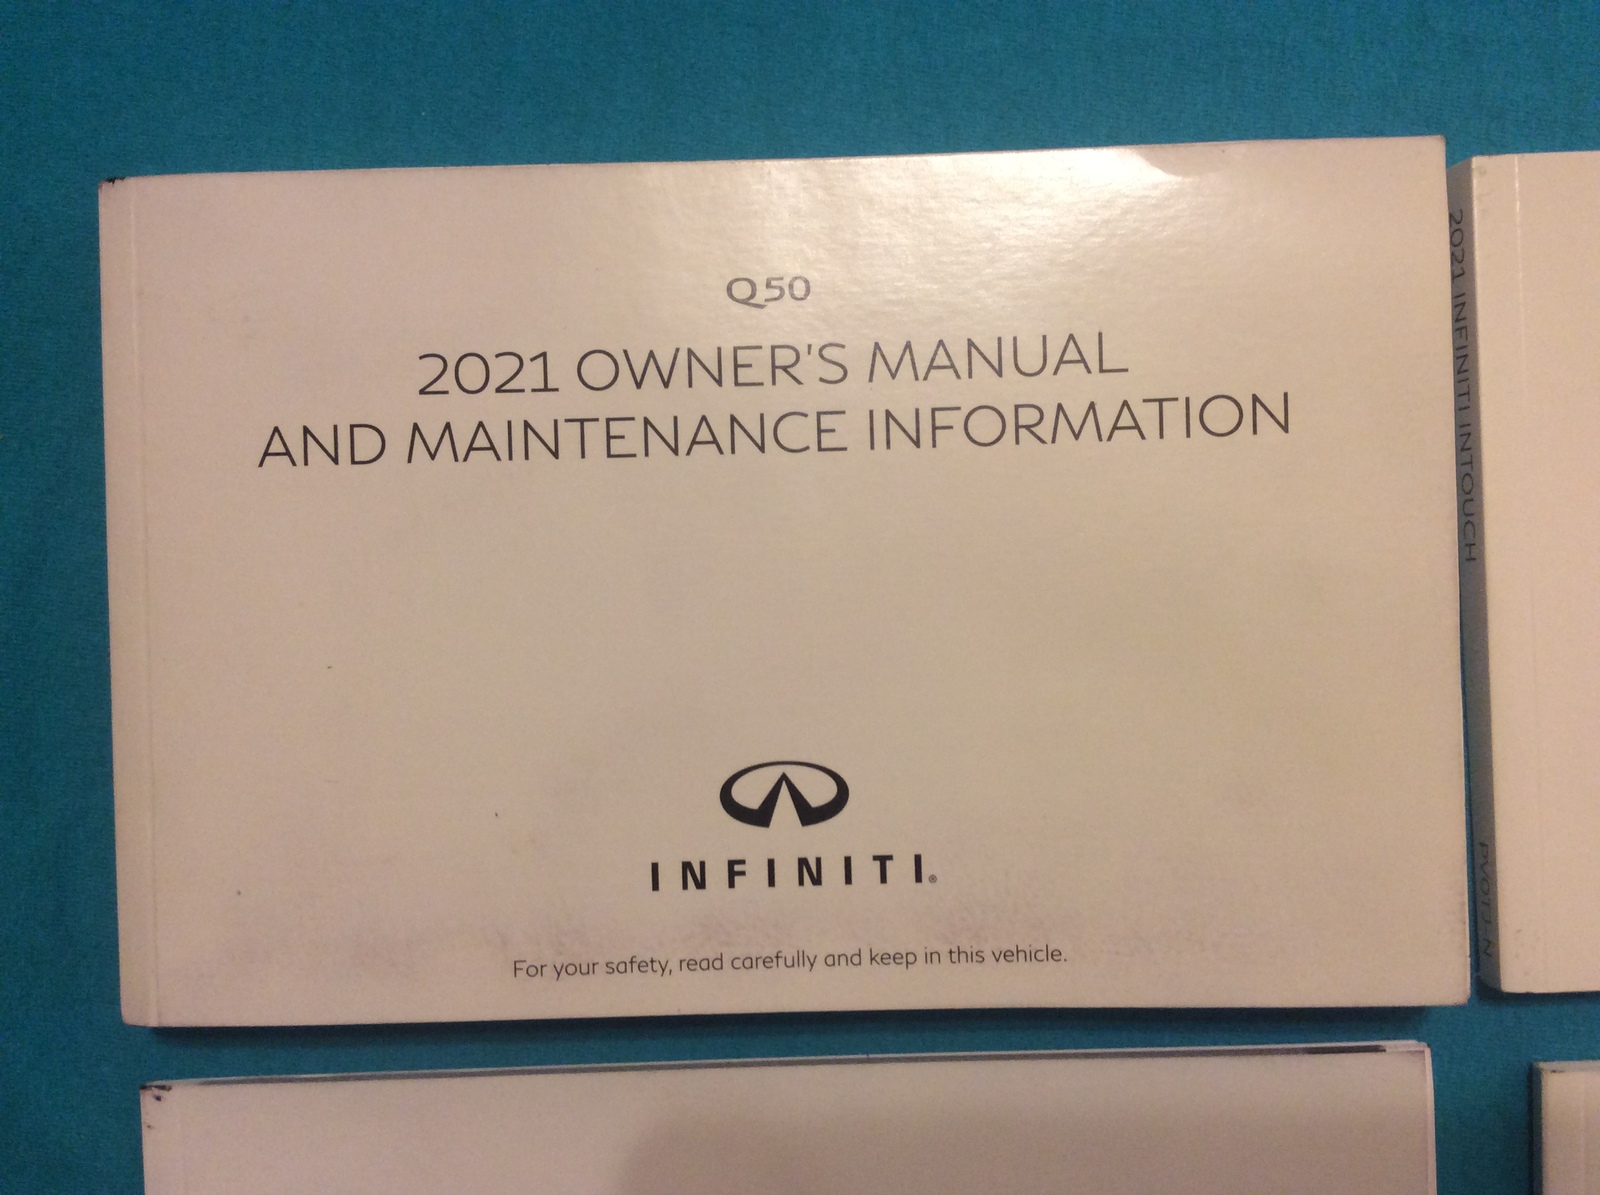 Q50
2021 OWNER'S MANUAL
AND MAINTENANCE INFORMATION
INFINITI®
For your safety, read carefully and keep in this vehicle.
2021 INFINITI INTOUCH